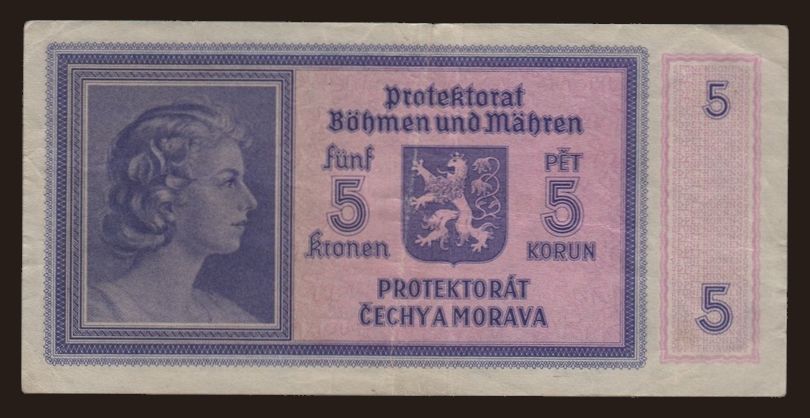 Protektorat
Böhmen und Mähren
fünf PĚT
5 5
Kronen KORUN
PROTEKTORÁT
ČECHY A MORAVA
5
5